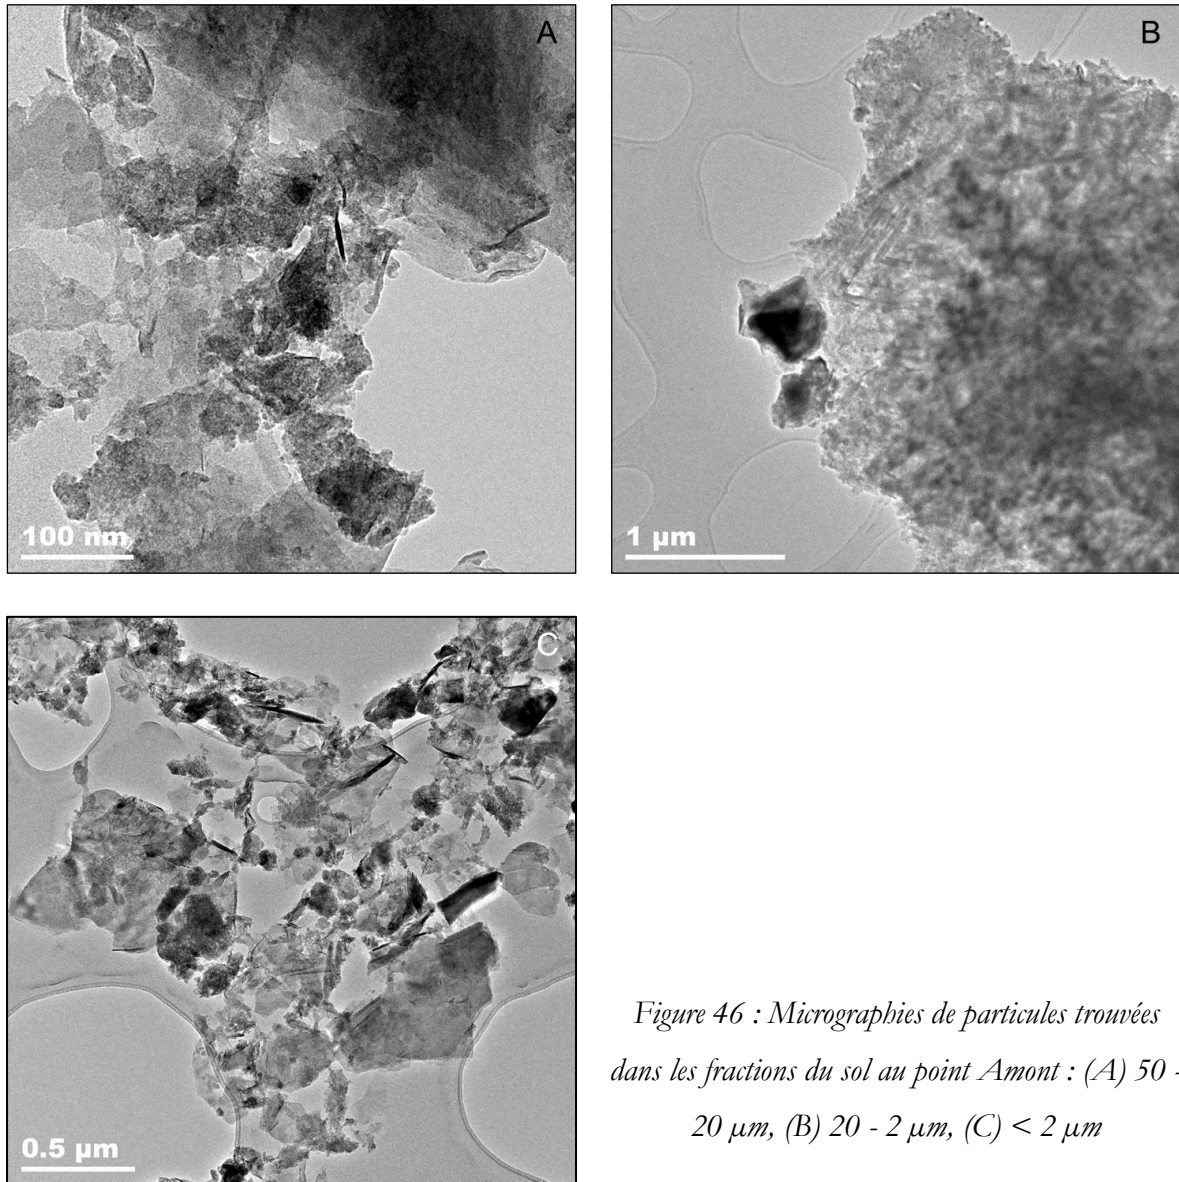 A
B
100 nm
1 µm
C
0.5 µm
Figure 46 : Micrographies de particules trouvées
dans les fractions du sol au point Amont : (A) 50 -
20 µm, (B) 20 - 2 µm, (C) < 2 µm